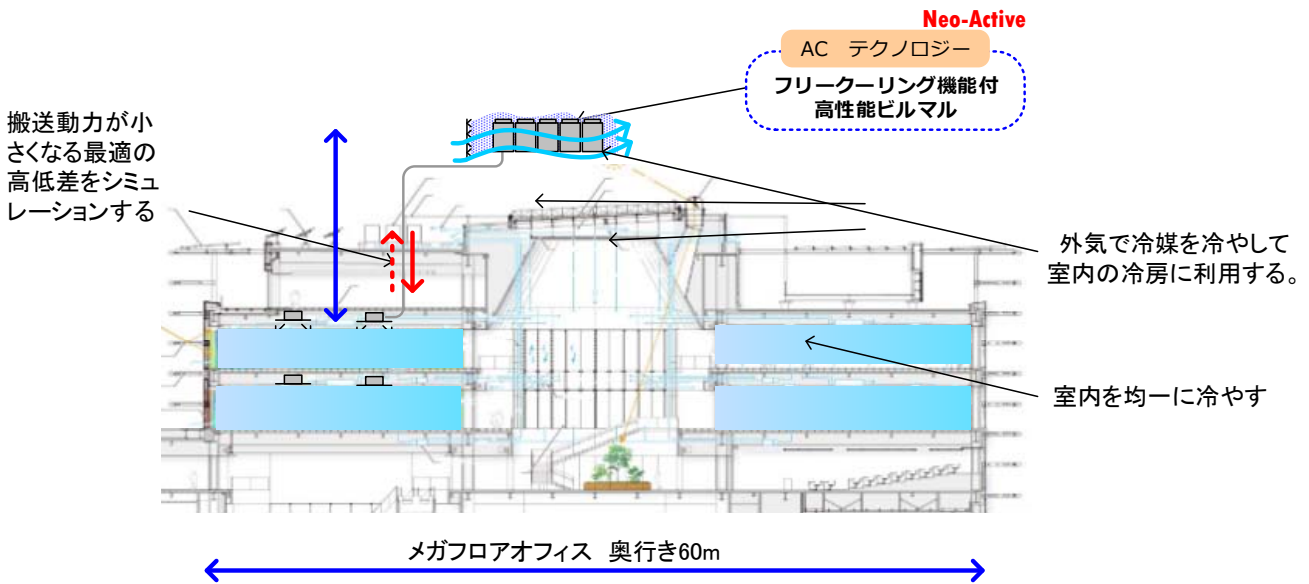 Neo-Active
AC テクノロジー
フリークーリング機能付
高性能ビルマル
搬送動力が小
さくなる最適の
高低差をシミュ
レーションする
外気で冷媒を冷やして
室内の冷房に利用する。
室内を均一に冷やす
メガフロアオフィス 奥行き60m